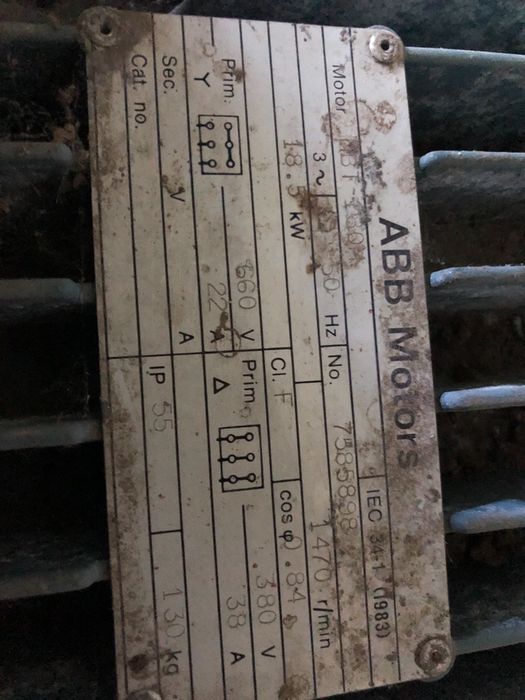 ABB Motors
IEC 34-1 (1983)
Motor
3~ 50 Hz No. 7585898
18.5 kW 1470 r/min
Cl. F cos φ 0.84
Prim. 660 V Prim. 380 V
Y 22 A Δ 38 A
Sec. V A
Cat. no. IP 55 130 kg